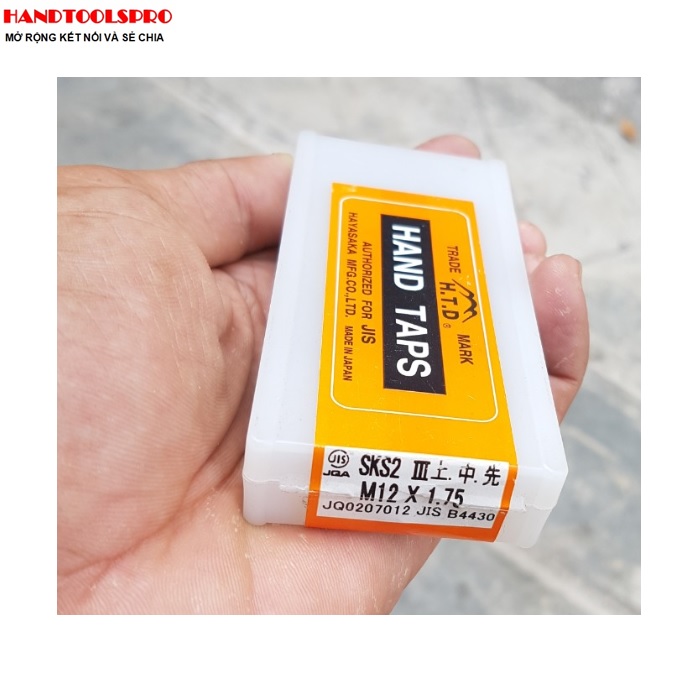 HANDTOOLSPRO
MỞ RỘNG KẾT NỐI VÀ SẺ CHIA
TRADE MARK
H.T.D®
HAND TAPS
AUTHORIZED FOR JIS
HAYASAKA MFG.CO.,LTD. MADE IN JAPAN
JIS
JQA
SKS2 Ⅲ上.中.先
M12 X 1.75
JQ0207012 JIS B4430